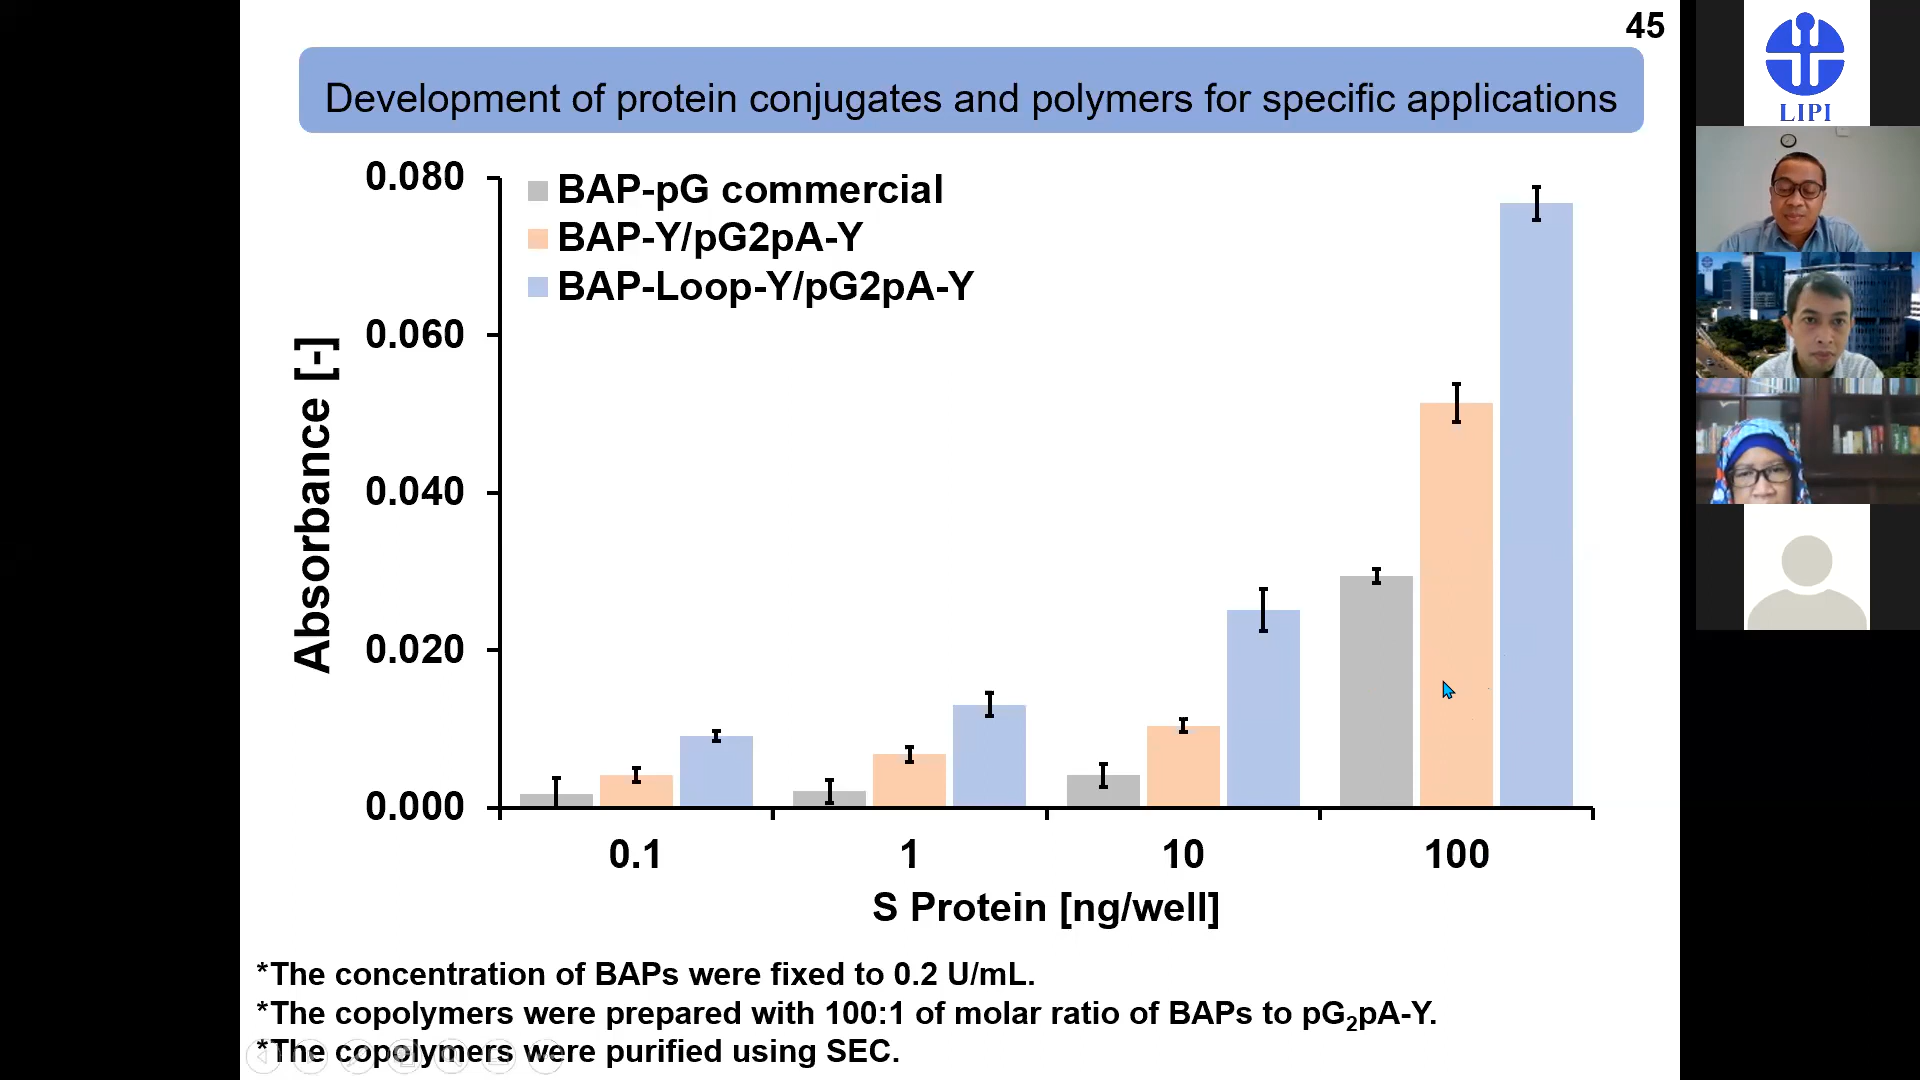 45
Development of protein conjugates and polymers for specific applications
BAP-pG commercial
BAP-Y/pG2pA-Y
BAP-Loop-Y/pG2pA-Y
Absorbance [-]
0.080
0.060
0.040
0.020
0.000
0.1 1 10 100
S Protein [ng/well]
*The concentration of BAPs were fixed to 0.2 U/mL.
*The copolymers were prepared with 100:1 of molar ratio of BAPs to pG₂pA-Y.
*The copolymers were purified using SEC.
LIPI